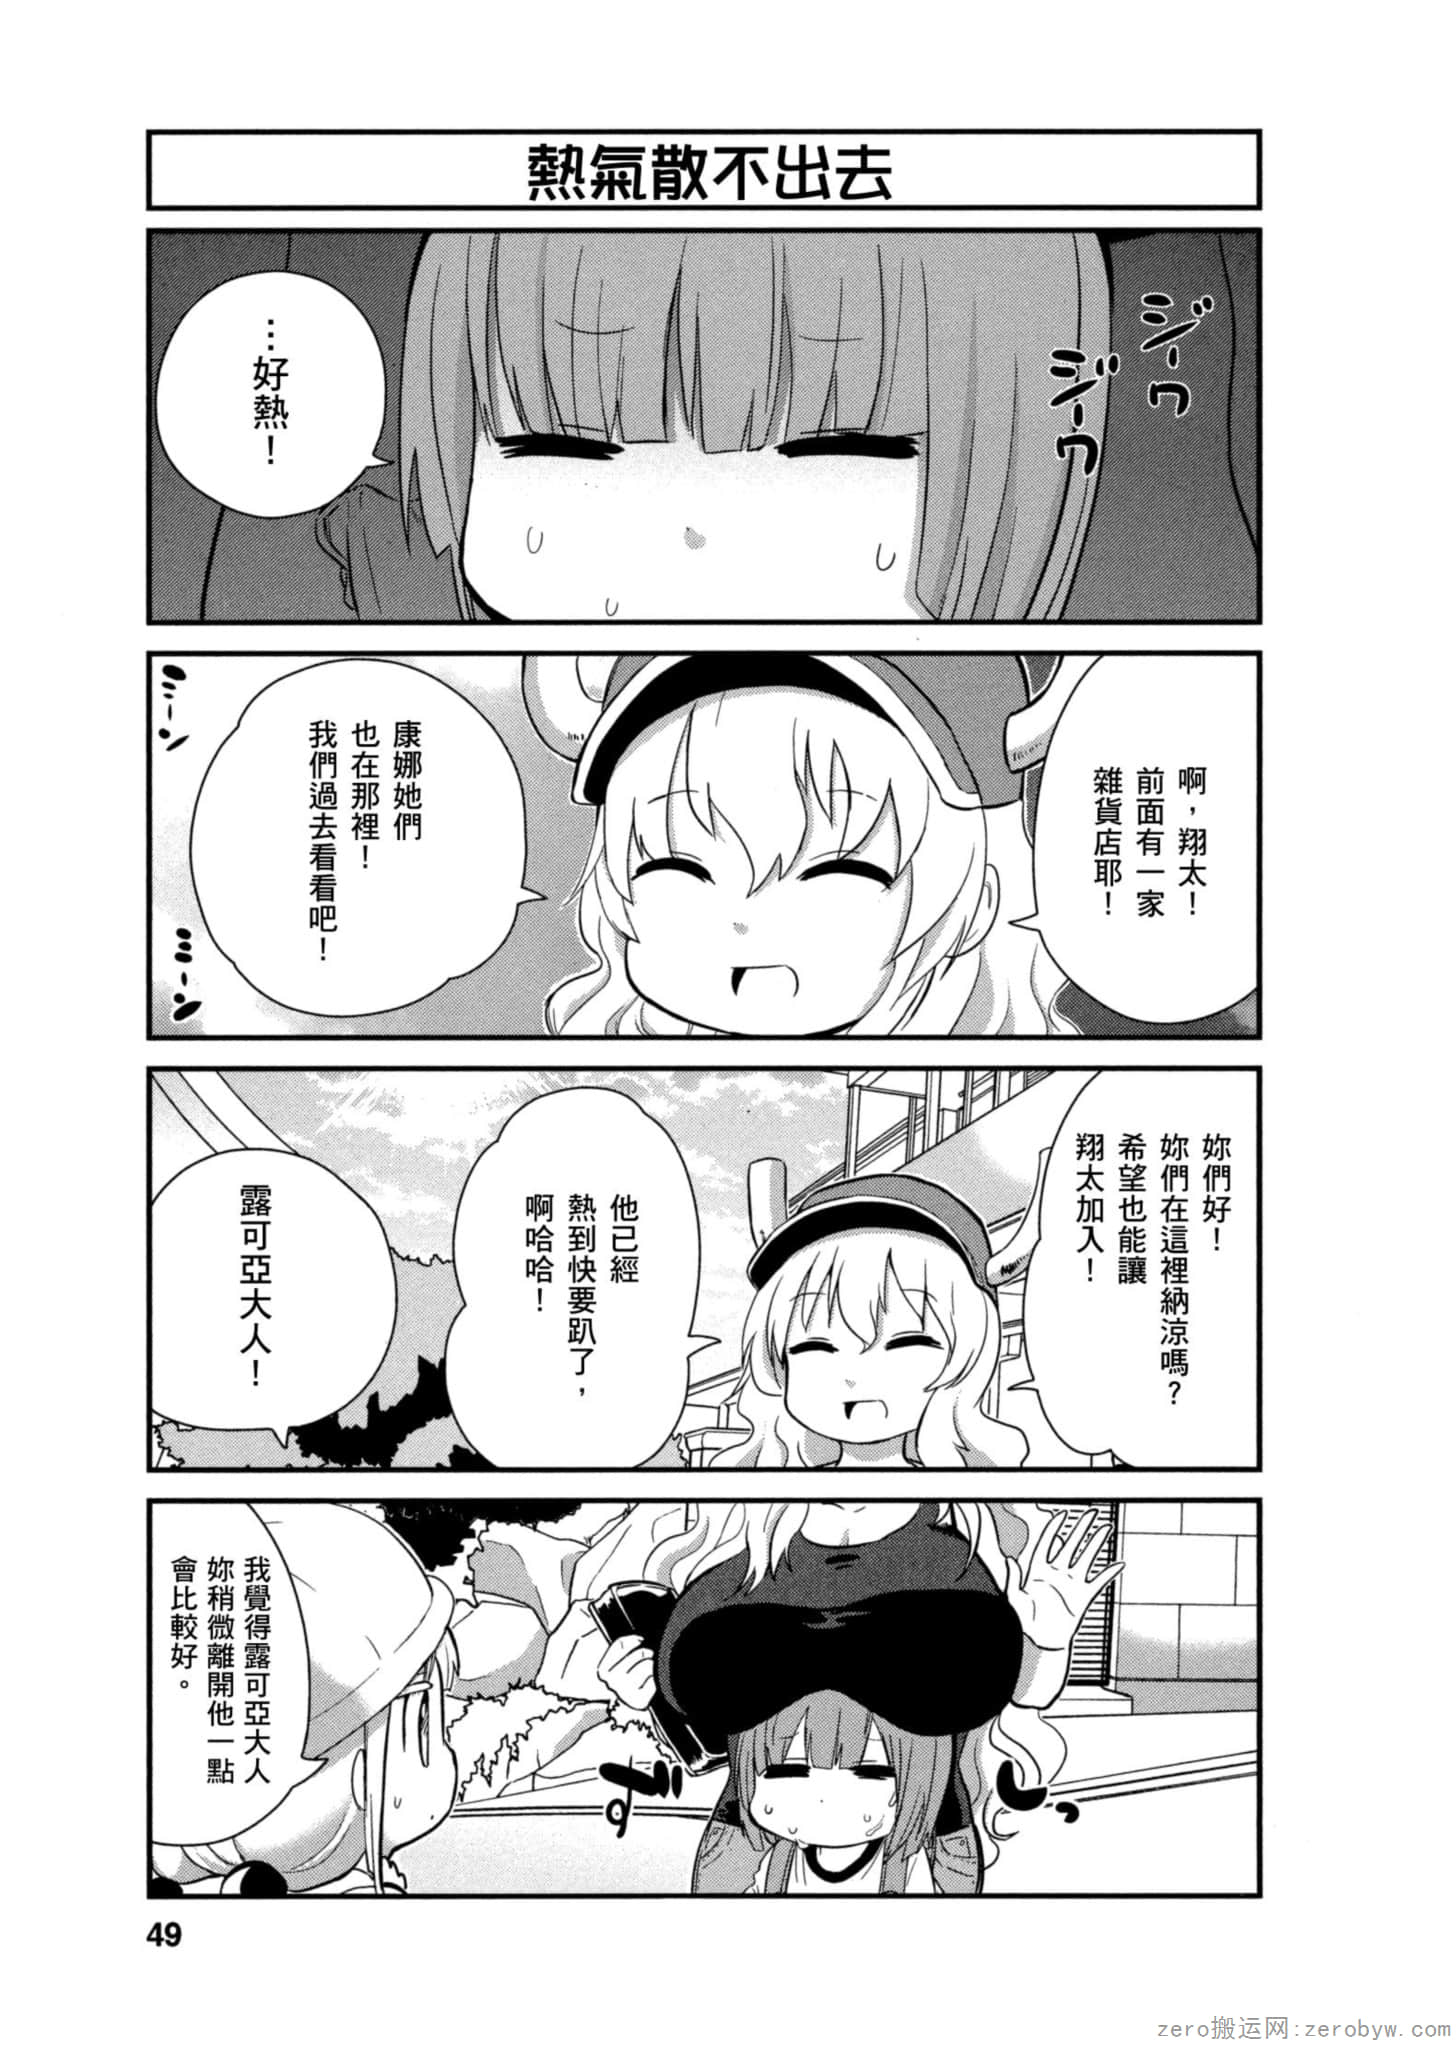 熱氣散不出去
ジーワ
ジーワ
…好熱！
啊，翔太！
前面有一家
雜貨店耶！
康娜她們
也在那裡！
我們過去看看吧！
ミーン
ミーン
妳們好！
妳們在這裡納涼嗎？
希望也能讓
翔太加入！
他已經
熱到快要趴了，
啊哈哈！
露可亞大人！
ずしっ
我覺得露可亞大人
妳稍微離開他一點
會比較好。
49
zero搬运网:zerobyw.com